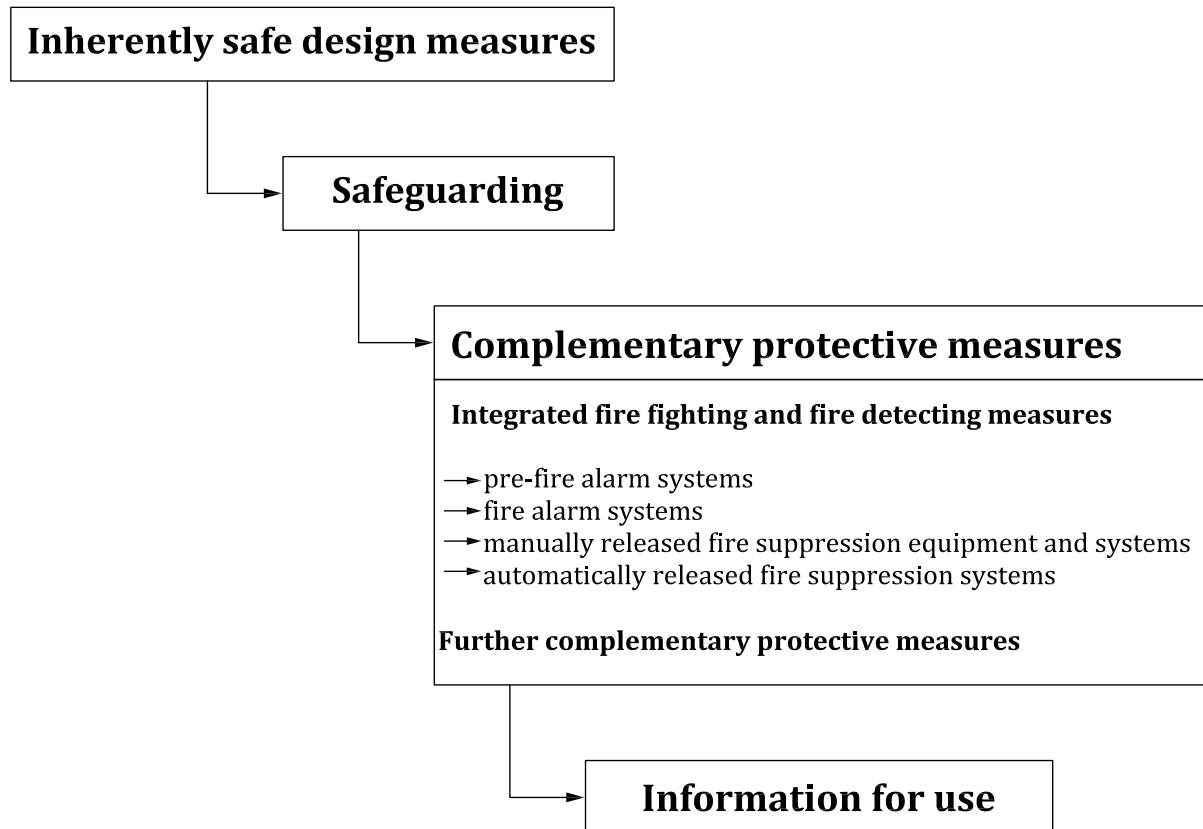 Inherently safe design measures
Safeguarding
Complementary protective measures
Integrated fire fighting and fire detecting measures
pre-fire alarm systems
fire alarm systems
manually released fire suppression equipment and systems
automatically released fire suppression systems
Further complementary protective measures
Information for use